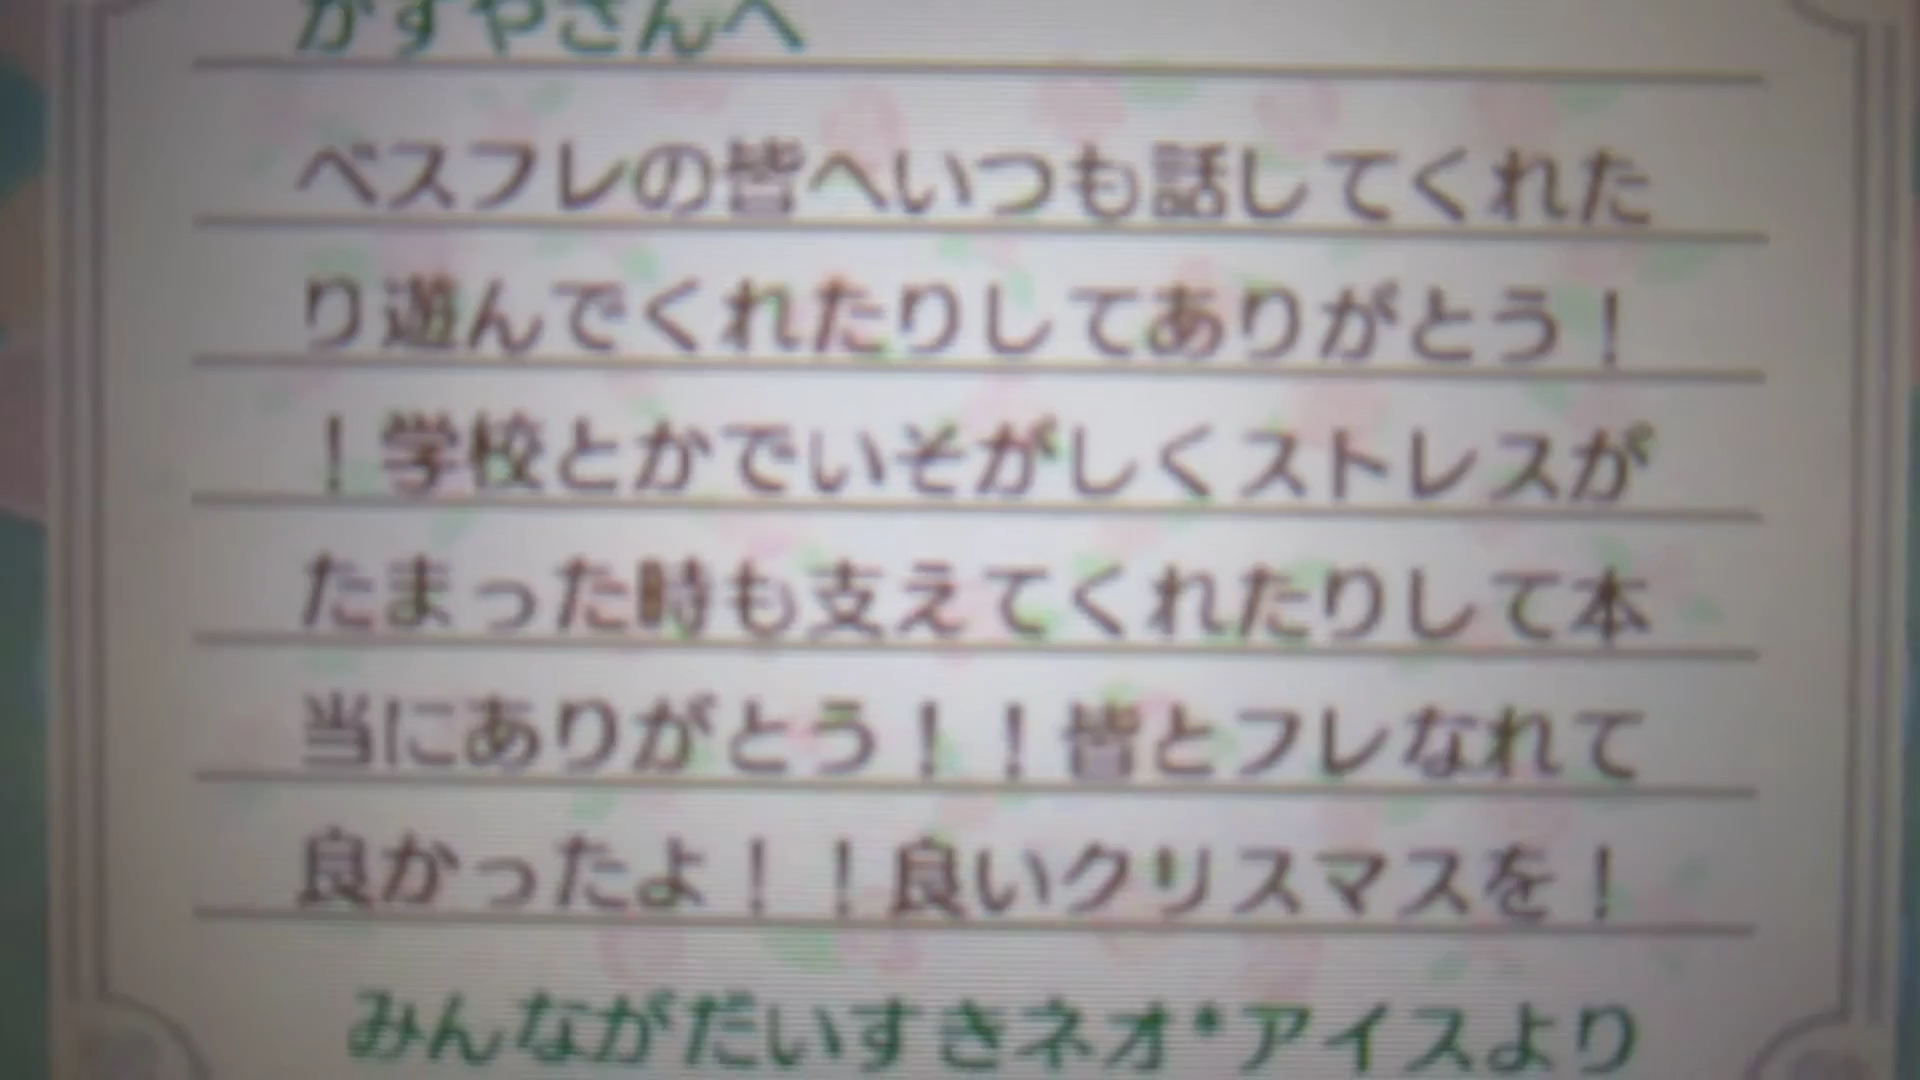 かずやさんへ
ベスフレの皆へいつも話してくれた
り遊んでくれたりしてありがとう！
！学校とかでいそがしくストレスが
たまった時も支えてくれたりして本
当にありがとう！！皆とフレなれて
良かったよ！！良いクリスマスを！
みんながだいすきネオ*アイスより